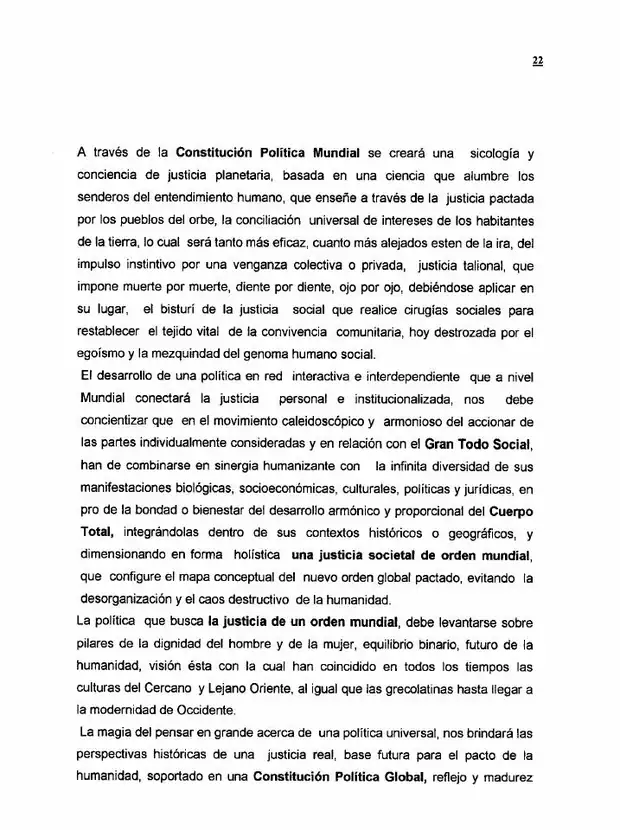 22
A través de la Constitución Política Mundial se creará una sicología y
conciencia de justicia planetaria, basada en una ciencia que alumbre los
senderos del entendimiento humano, que enseñe a través de la justicia pactada
por los pueblos del orbe, la conciliación universal de intereses de los habitantes
de la tierra, lo cual será tanto más eficaz, cuanto más alejados esten de la ira, del
impulso instintivo por una venganza colectiva o privada, justicia talional, que
impone muerte por muerte, diente por diente, ojo por ojo, debiéndose aplicar en
su lugar, el bisturí de la justicia social que realice cirugías sociales para
restablecer el tejido vital de la convivencia comunitaria, hoy destrozada por el
egoísmo y la mezquindad del genoma humano social.
El desarrollo de una política en red interactiva e interdependiente que a nivel
Mundial conectará la justicia personal e institucionalizada, nos debe
concientizar que en el movimiento caleidoscópico y armonioso del accionar de
las partes individualmente consideradas y en relación con el Gran Todo Social,
han de combinarse en sinergia humanizante con la infinita diversidad de sus
manifestaciones biológicas, socioeconómicas, culturales, políticas y jurídicas, en
pro de la bondad o bienestar del desarrollo armónico y proporcional del Cuerpo
Total, integrándolas dentro de sus contextos históricos o geográficos, y
dimensionando en forma holística una justicia societal de orden mundial,
que configure el mapa conceptual del nuevo orden global pactado, evitando la
desorganización y el caos destructivo de la humanidad.
La política que busca la justicia de un orden mundial, debe levantarse sobre
pilares de la dignidad del hombre y de la mujer, equilibrio binario, futuro de la
humanidad, visión ésta con la cual han coincidido en todos los tiempos las
culturas del Cercano y Lejano Oriente, al igual que las grecolatinas hasta llegar a
la modernidad de Occidente.
La magia del pensar en grande acerca de una política universal, nos brindará las
perspectivas históricas de una justicia real, base futura para el pacto de la
humanidad, soportado en una Constitución Política Global, reflejo y madurez